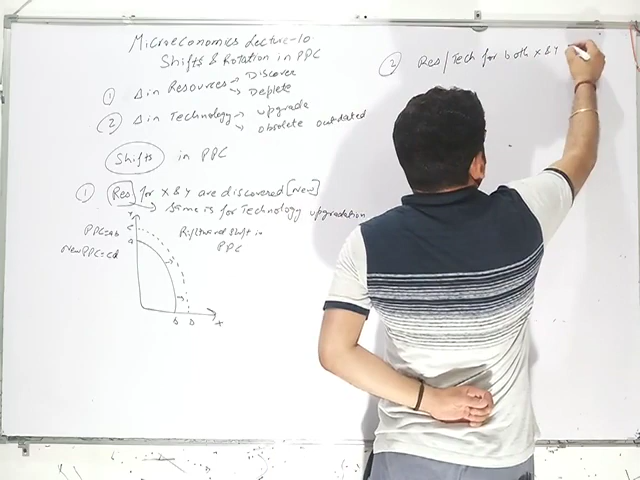 Microeconomics Lecture-10
Shifts & Rotation in PPC
① Δ in Resources → Discover
→ Deplete
② Δ in Technology → upgrade
→ obsolete outdated
Shifts in PPC
① Res for X & Y are discovered [new]
→ Same is for Technology upgradation
Y
C
A
PPC=AB
New PPC=CD
Rightward shift in
PPC
B D X
② Res/Tech for both X & Y